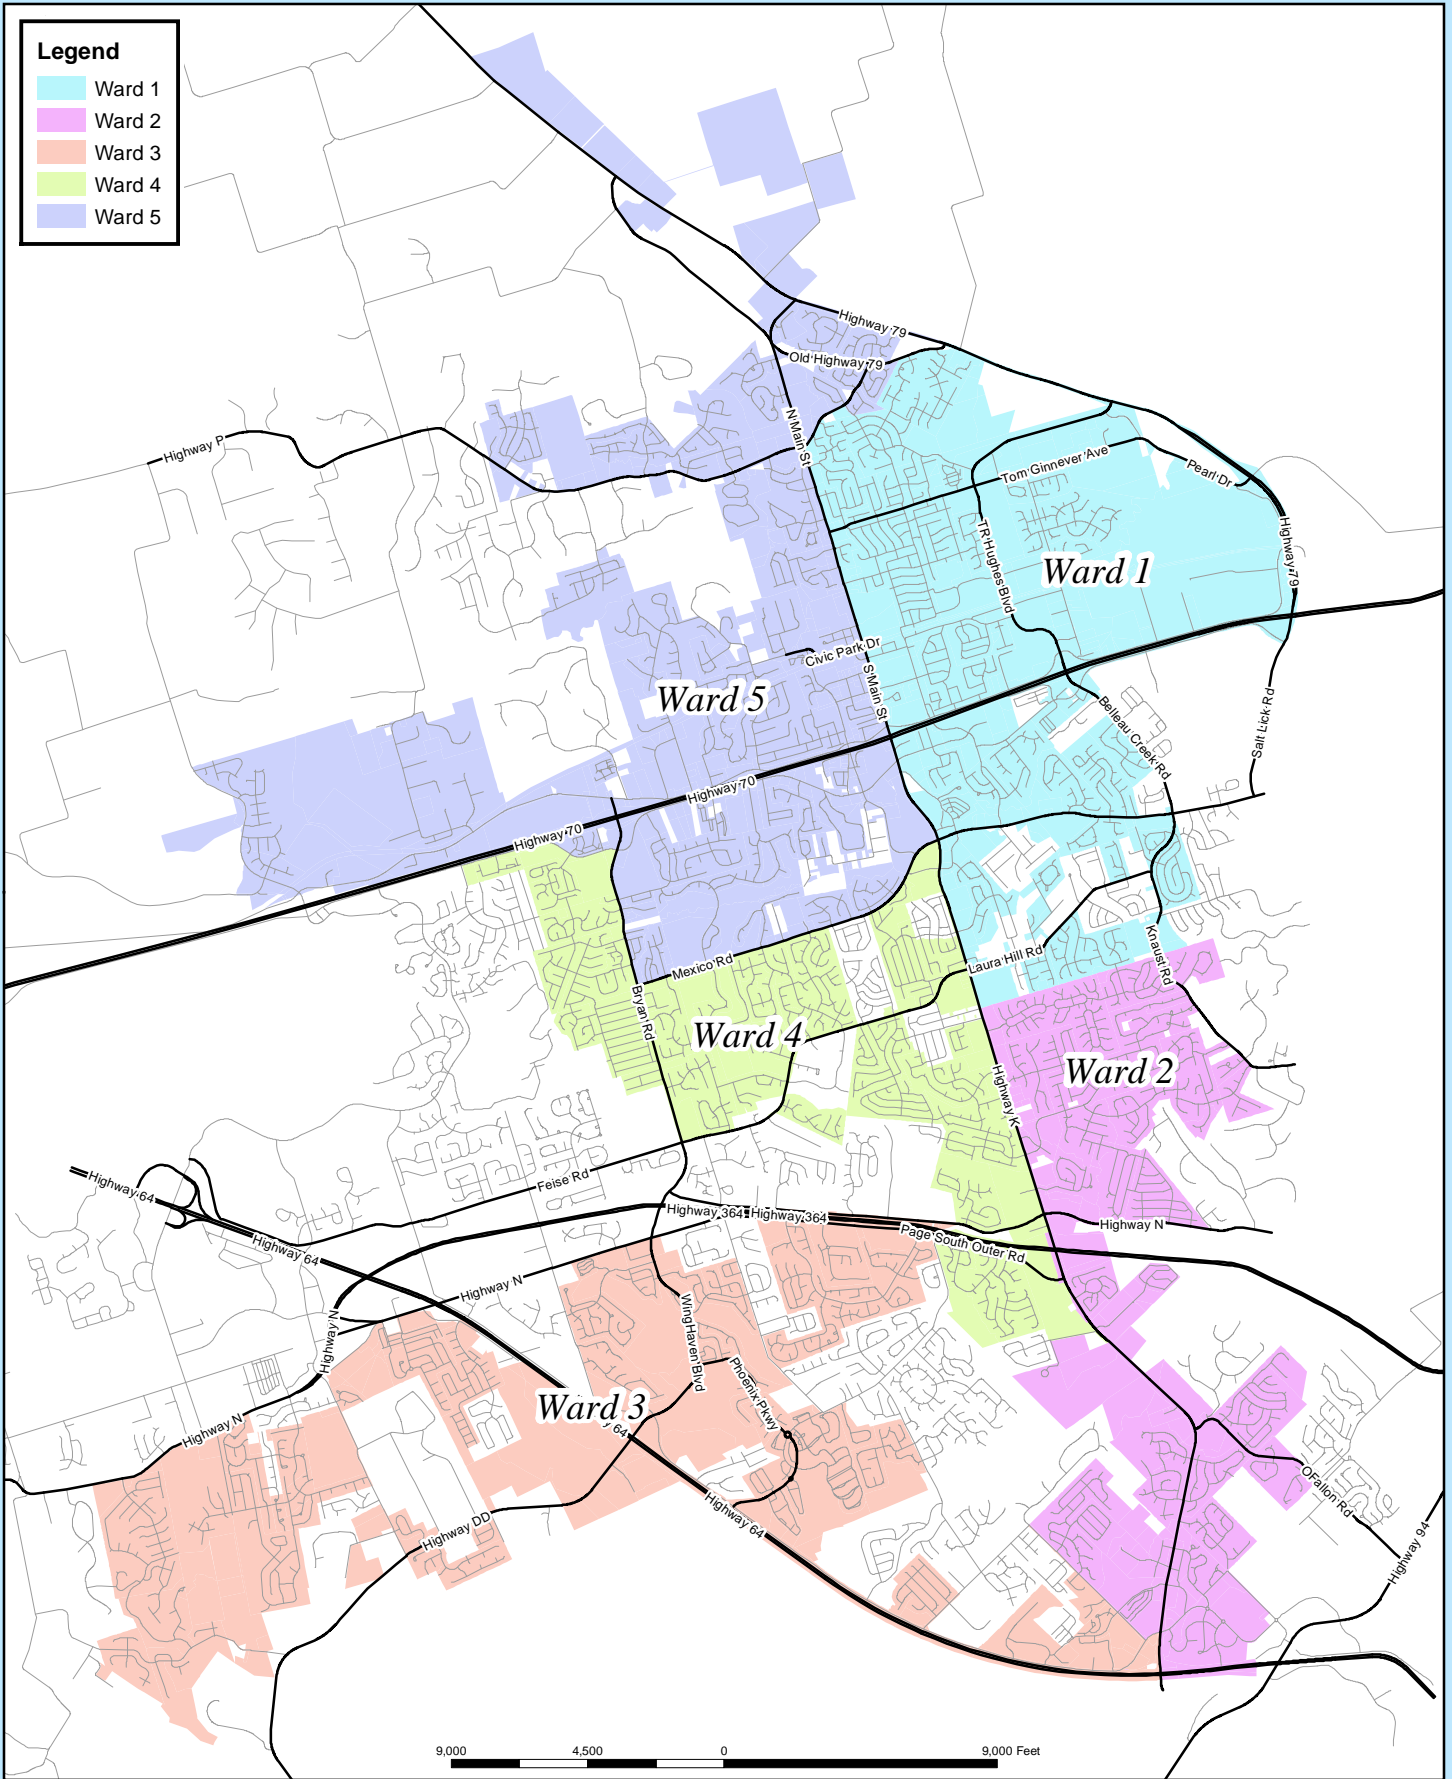 Legend
Ward 1
Ward 2
Ward 3
Ward 4
Ward 5
Highway 79
Old Highway 79
N Main St
Highway P
Tom Ginnever Ave
Pearl Dr
Highway 79
TR Hughes Blvd
Ward 1
Civic Park Dr
S Main St
Ward 5
Belleau Creek Rd
Salt Lick Rd
Highway 70
Highway 70
Mexico Rd
Laura Hill Rd
Knaust Rd
Bryan Rd
Ward 4
Ward 2
Highway K
Feise Rd
Highway 64
Highway 364
Highway 364
Highway N
Page South Outer Rd
Highway 64
Highway N
Highway N
WingHaven Blvd
Phoenix Pkwy
Ward 3
64
Highway N
OFallon Rd
Highway 64
Highway DD
Highway 94
9,000 4,500 0 9,000 Feet